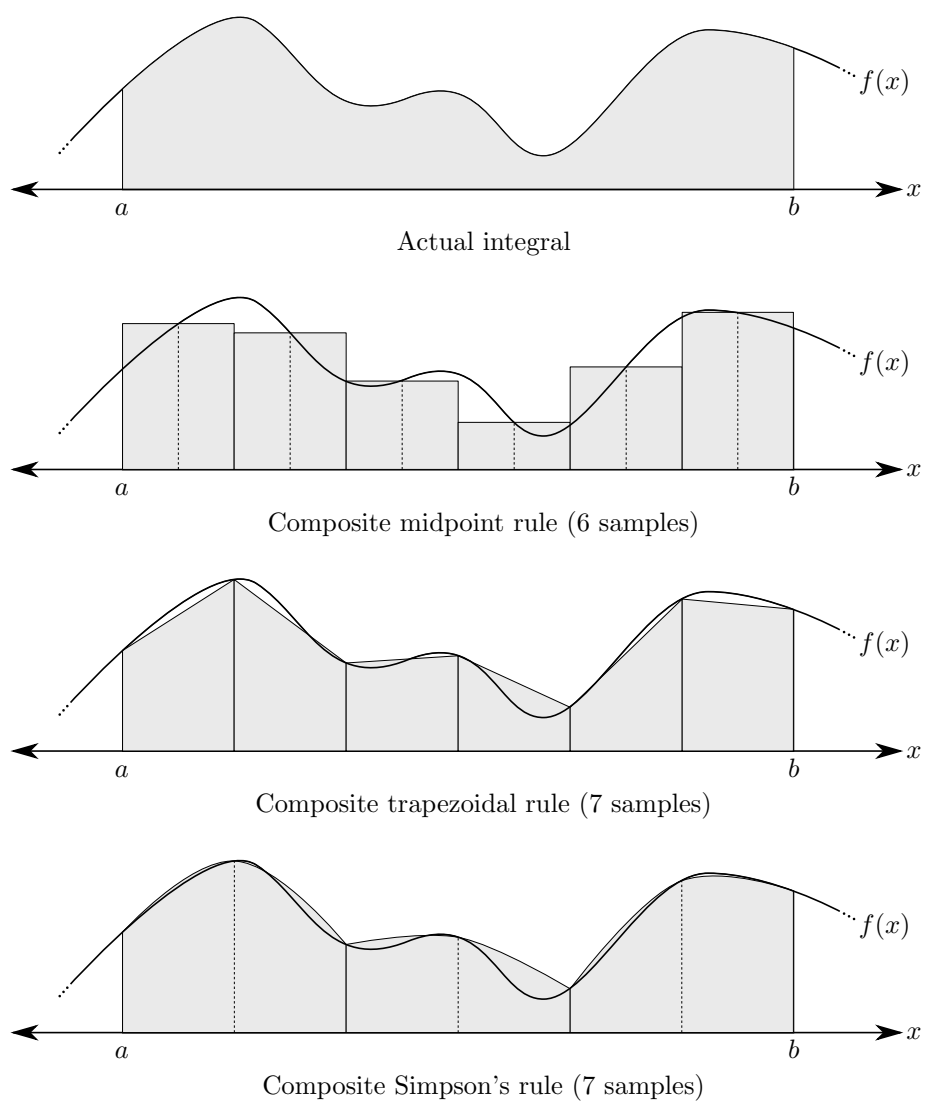 f(x)
x
a b
Actual integral
f(x)
x
a b
Composite midpoint rule (6 samples)
f(x)
x
a b
Composite trapezoidal rule (7 samples)
f(x)
x
a b
Composite Simpson's rule (7 samples)